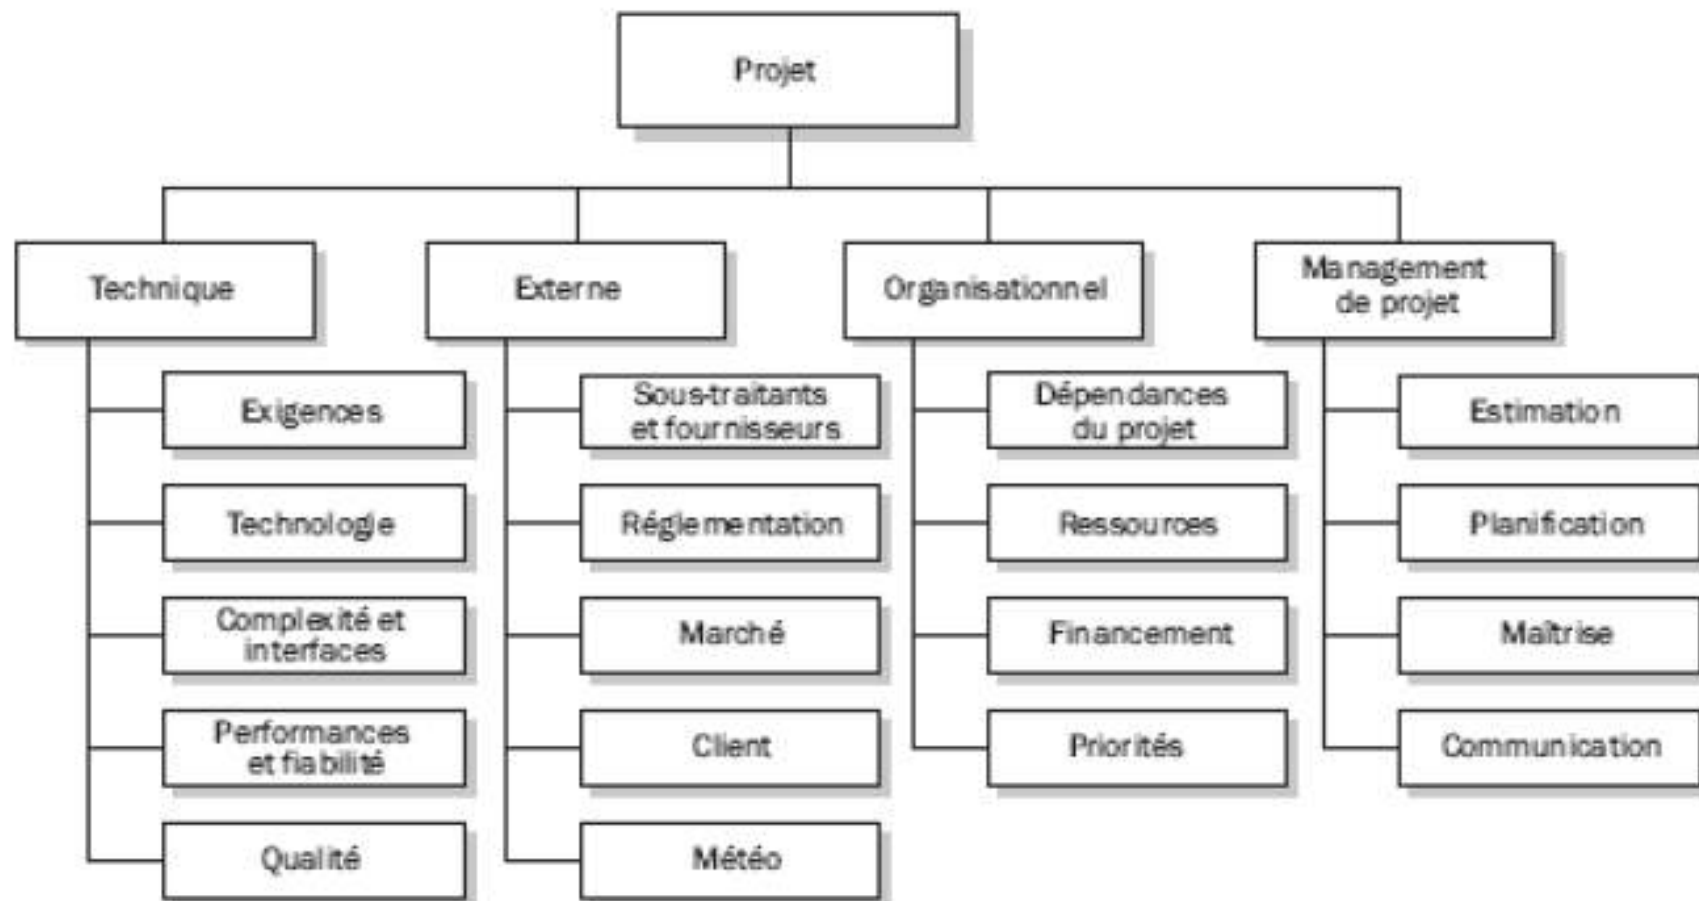 Projet
Technique
Externe
Organisationnel
Management
de projet
Exigences
Technologie
Complexité et
interfaces
Performances
et fiabilité
Qualité
Sous-traitants
et fournisseurs
Réglementation
Marché
Client
Météo
Dépendances
du projet
Ressources
Financement
Priorités
Estimation
Planification
Maîtrise
Communication